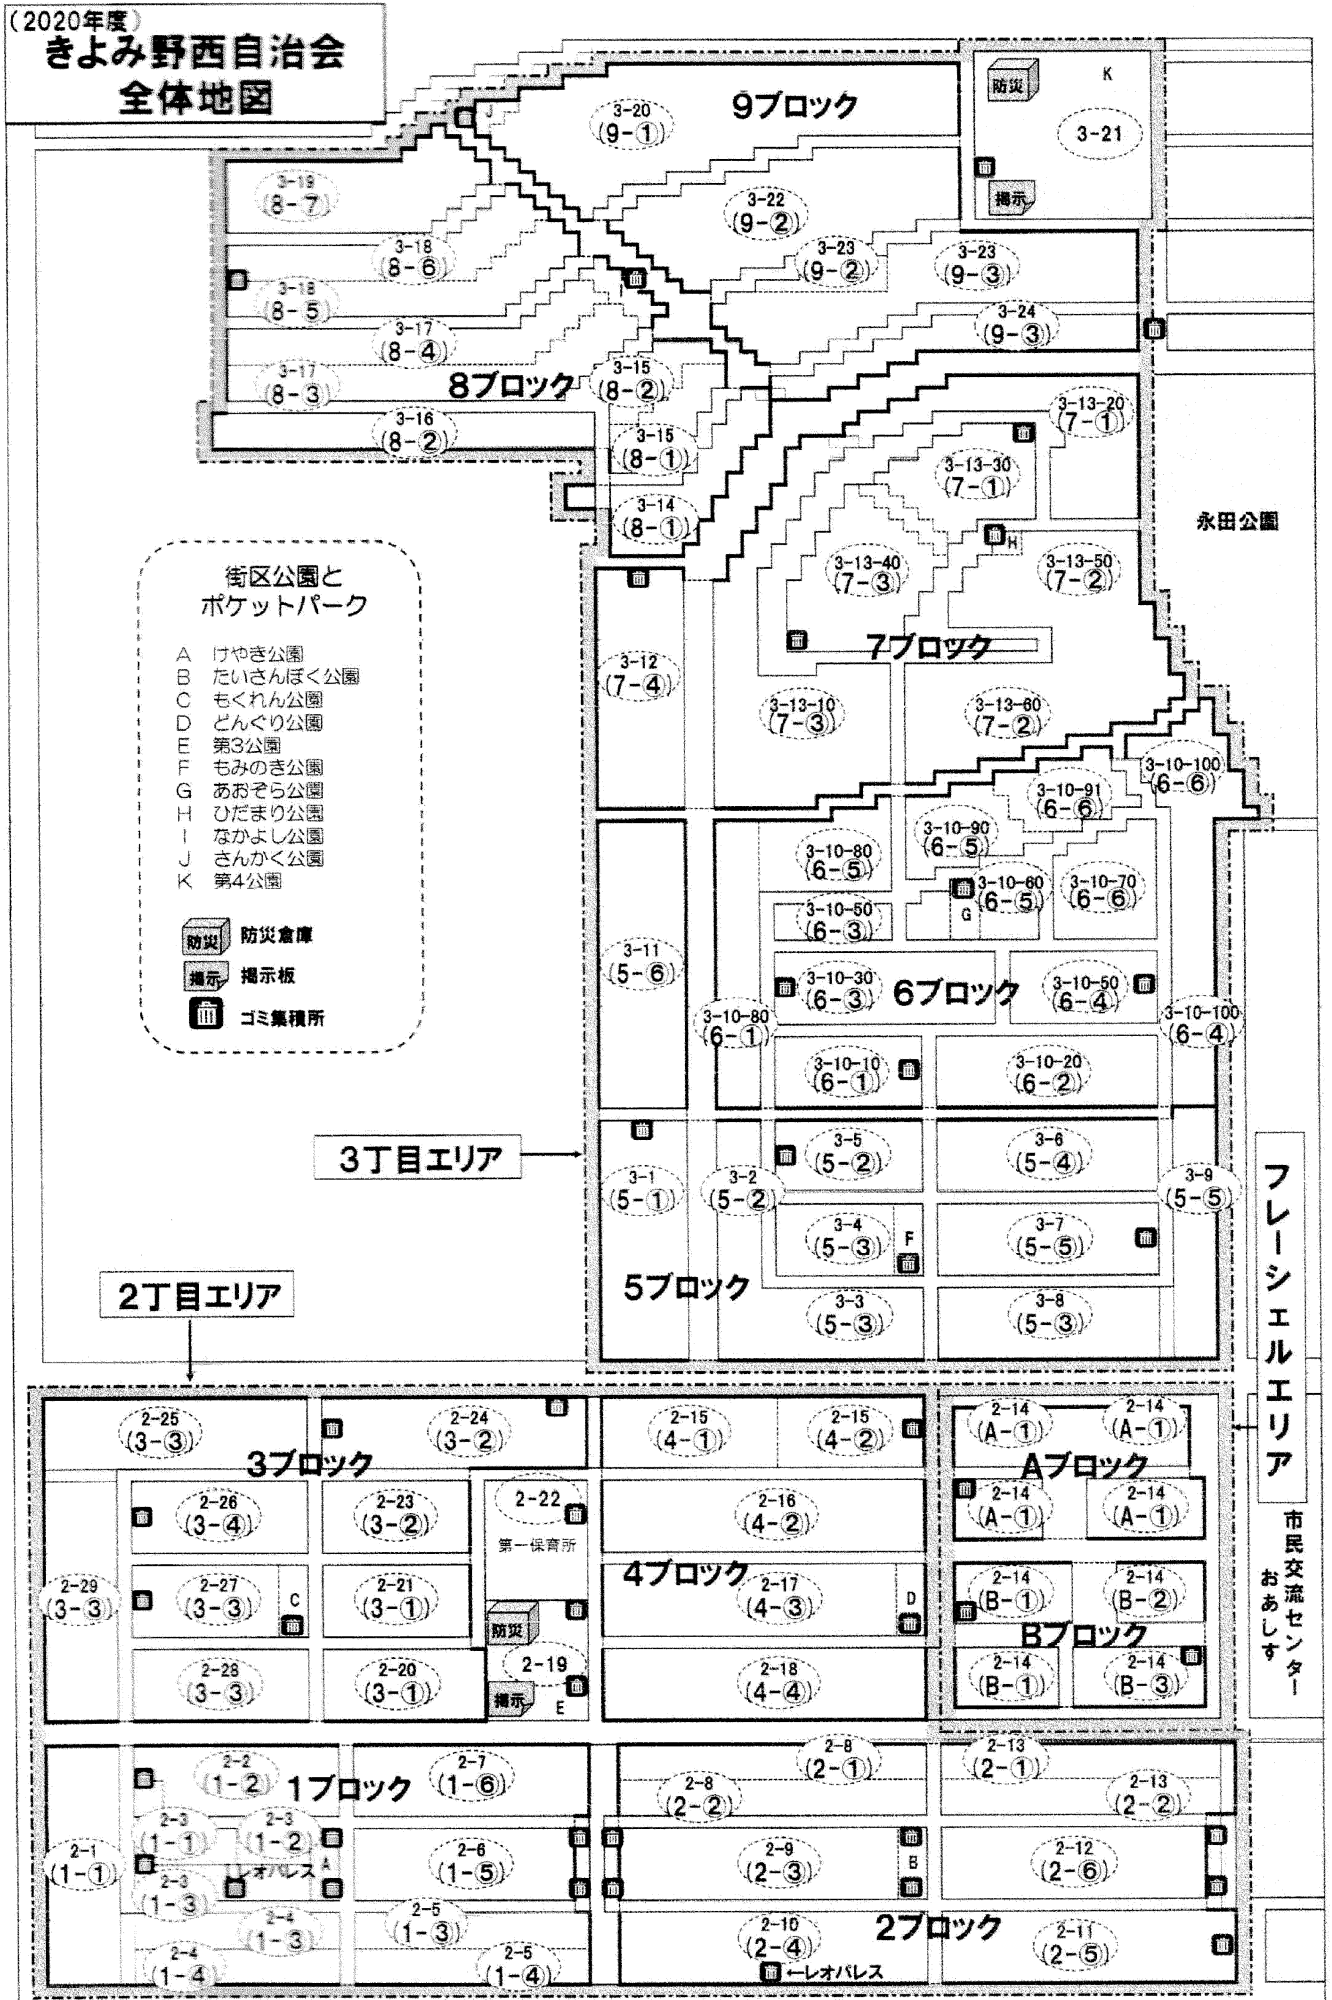 (2020年度)
きよみ野西自治会
全体地図
9ブロック
3-20
(9-①)
J
防災
K
3-21
掲示
3-19
(8-⑦)
3-22
(9-②)
3-18
(8-⑥)
3-23
(9-②)
3-23
(9-③)
3-18
(8-⑤)
3-24
(9-③)
3-17
(8-④)
3-17
(8-③)
8ブロック
3-15
(8-②)
3-16
(8-②)
3-15
(8-①)
3-14
(8-①)
3-13-20
(7-①)
3-13-30
(7-①)
永田公園
H
3-13-40
(7-③)
3-13-50
(7-②)
7ブロック
3-12
(7-④)
3-13-10
(7-③)
3-13-60
(7-②)
街区公園と
ポケットパーク
A けやき公園
B たいさんぼく公園
C もくれん公園
D どんぐり公園
E 第3公園
F もみのき公園
G あおぞら公園
H ひだまり公園
I なかよし公園
J さんかく公園
K 第4公園
防災 防災倉庫
掲示 掲示板
ゴミ集積所
3-10-100
(6-⑥)
3-10-91
(6-⑥)
3-10-90
(6-⑤)
3-10-80
(6-⑤)
3-10-60
(6-⑤)
3-10-70
(6-⑥)
G
3-10-50
(6-③)
3-11
(5-⑥)
3-10-30
(6-③)
6ブロック
3-10-50
(6-④)
3-10-80
(6-①)
3-10-100
(6-④)
3-10-10
(6-①)
3-10-20
(6-②)
3丁目エリア
3-5
(5-②)
3-6
(5-④)
3-1
(5-①)
3-2
(5-②)
3-9
(5-⑤)
3-4
(5-③)
F
3-7
(5-⑤)
5ブロック
3-3
(5-③)
3-8
(5-③)
フレーシェルエリア
2丁目エリア
2-25
(3-③)
2-24
(3-②)
2-15
(4-①)
2-15
(4-②)
2-14
(A-①)
2-14
(A-①)
3ブロック
Aブロック
2-26
(3-④)
2-23
(3-②)
2-22
第一保育所
2-16
(4-②)
2-14
(A-①)
2-14
(A-①)
市民交流センター
おあしす
4ブロック
2-29
(3-③)
2-27
(3-③)
C
2-21
(3-①)
2-17
(4-③)
D
2-14
(B-①)
2-14
(B-②)
防災
Bブロック
2-28
(3-③)
2-20
(3-①)
2-19
掲示
E
2-18
(4-④)
2-14
(B-①)
2-14
(B-③)
2-2
(1-②)
1ブロック
2-7
(1-⑥)
2-8
(2-①)
2-13
(2-①)
2-8
(2-②)
2-13
(2-②)
2-1
(1-①)
2-3
(1-①)
2-3
(1-②)
レオパレス
A
2-3
(1-③)
2-6
(1-⑤)
2-9
(2-③)
B
2-12
(2-⑥)
2-4
(1-③)
2-5
(1-③)
2-4
(1-④)
2-5
(1-④)
2-10
(2-④)
2ブロック
2-11
(2-⑤)
←レオパレス